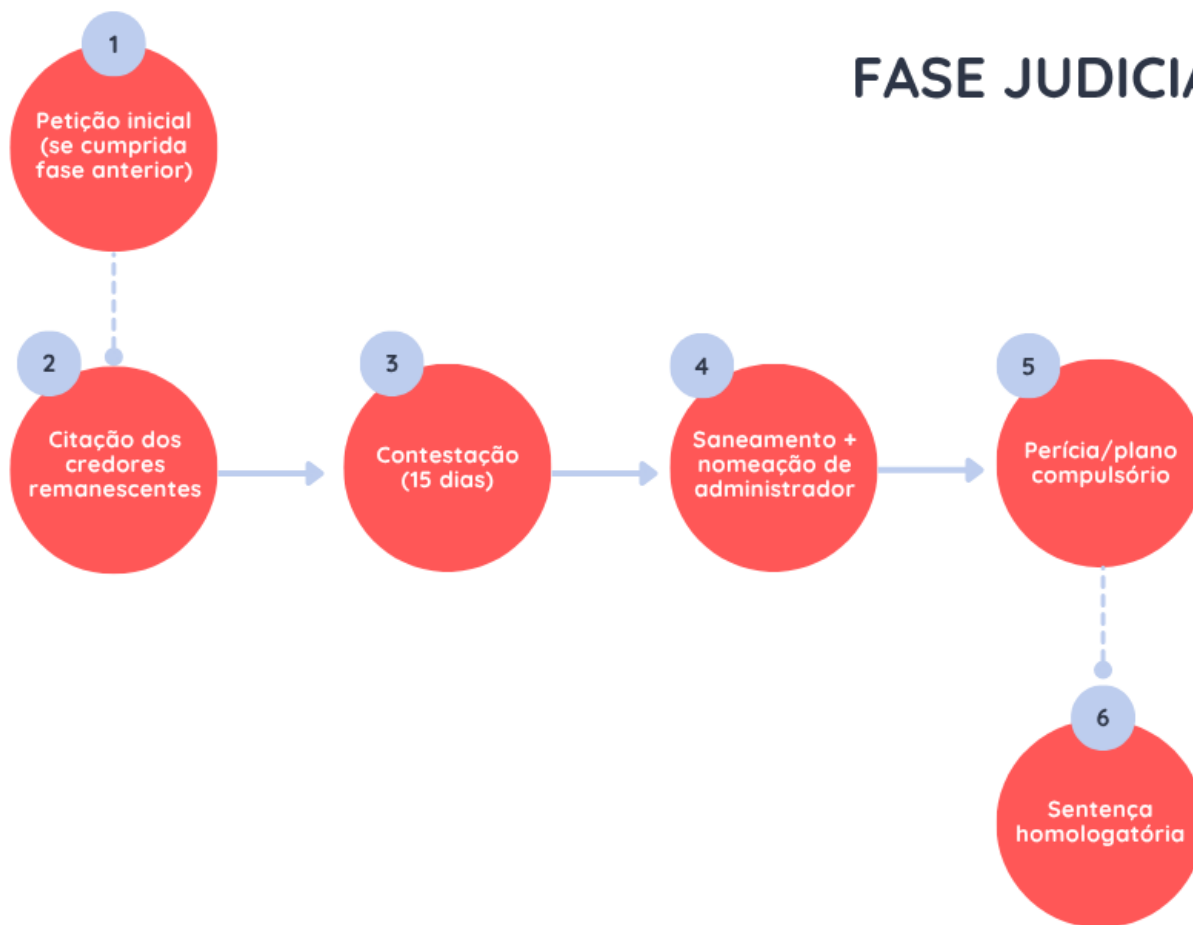 FASE JUDICIA
1
Petição inicial
(se cumprida
fase anterior)
2
Citação dos
credores
remanescentes
3
Contestação
(15 dias)
4
Saneamento +
nomeação de
administrador
5
Perícia/plano
compulsório
6
Sentença
homologatória